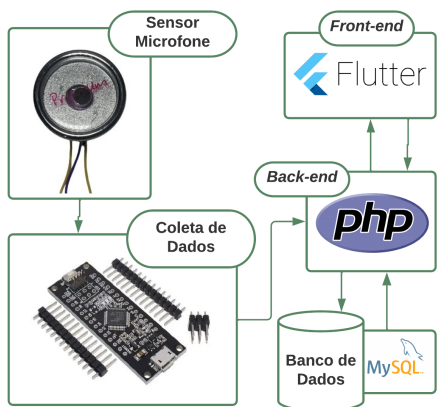 Sensor
Microfone
Front-end
Flutter
Back-end
php
Coleta de
Dados
Banco de
Dados
MySQL